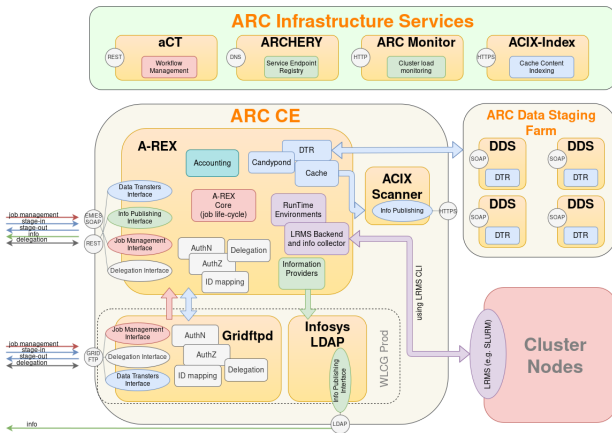 ARC Infrastructure Services
aCT
REST
Workflow
Management
ARCHERY
DNS
Service Endpoint
Registry
ARC Monitor
HTTP
Cluster load
monitoring
ACIX-Index
HTTPS
Cache Content
Indexing
ARC CE
A-REX
Accounting
DTR
Candypond
Cache
Data Transfers
Interface
Info Publishing
Interface
Job Management
Interface
Delegation Interface
A-REX
Core
(job life-cycle)
RunTime
Environments
LRMS Backend
and info collector
Information
Providers
AuthN
AuthZ
Delegation
ID mapping
ACIX
Scanner
Info Publishing
HTTPS
ARC Data Staging
Farm
DDS
SOAP
DTR
DDS
SOAP
DTR
DDS
SOAP
DTR
DDS
SOAP
DTR
job management
stage-in
stage-out
info
delegation
EMIES
SOAP
REST
using LRMS CLI
Gridftpd
Job Management
Interface
Delegation Interface
Data Transfers
Interface
AuthN
AuthZ
Delegation
ID mapping
Infosys
LDAP
Info Publishing
Interface
WLCG Prod
LRMS (e.g. SLURM)
Cluster
Nodes
job management
stage-in
stage-out
delegation
GRID
FTP
info
LDAP